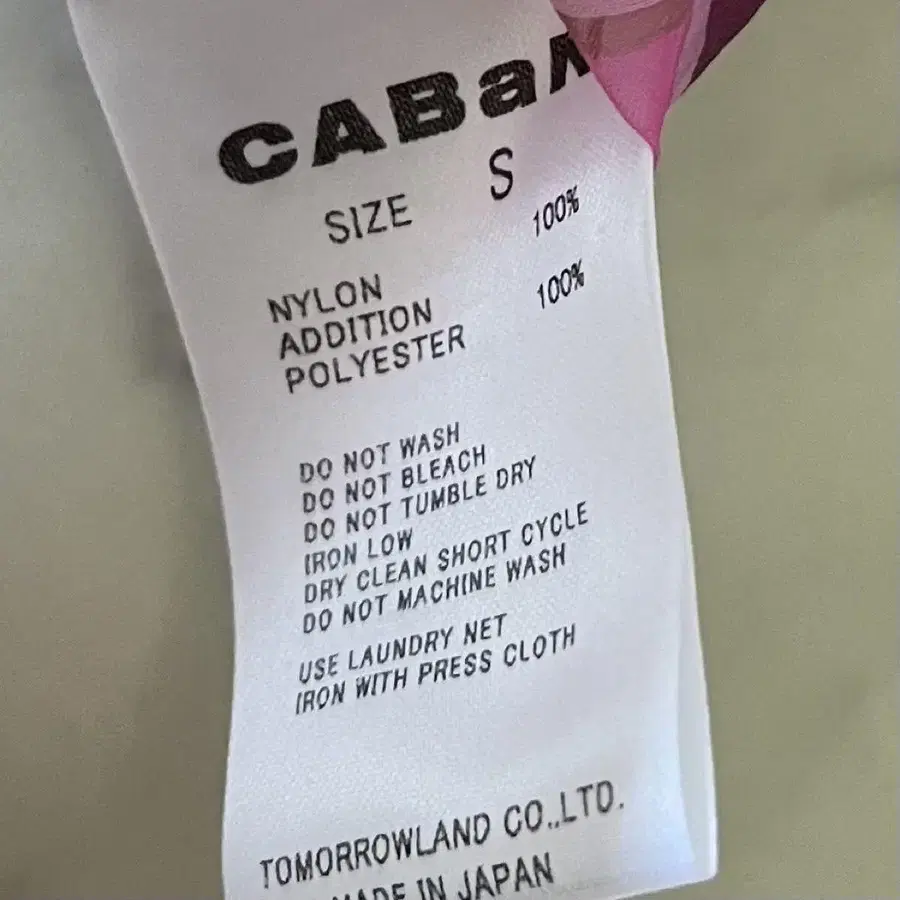 CABaN
SIZE S
NYLON 100%
ADDITION
POLYESTER 100%
DO NOT WASH
DO NOT BLEACH
DO NOT TUMBLE DRY
IRON LOW
DRY CLEAN SHORT CYCLE
DO NOT MACHINE WASH
USE LAUNDRY NET
IRON WITH PRESS CLOTH
TOMORROWLAND CO.,LTD.
MADE IN JAPAN